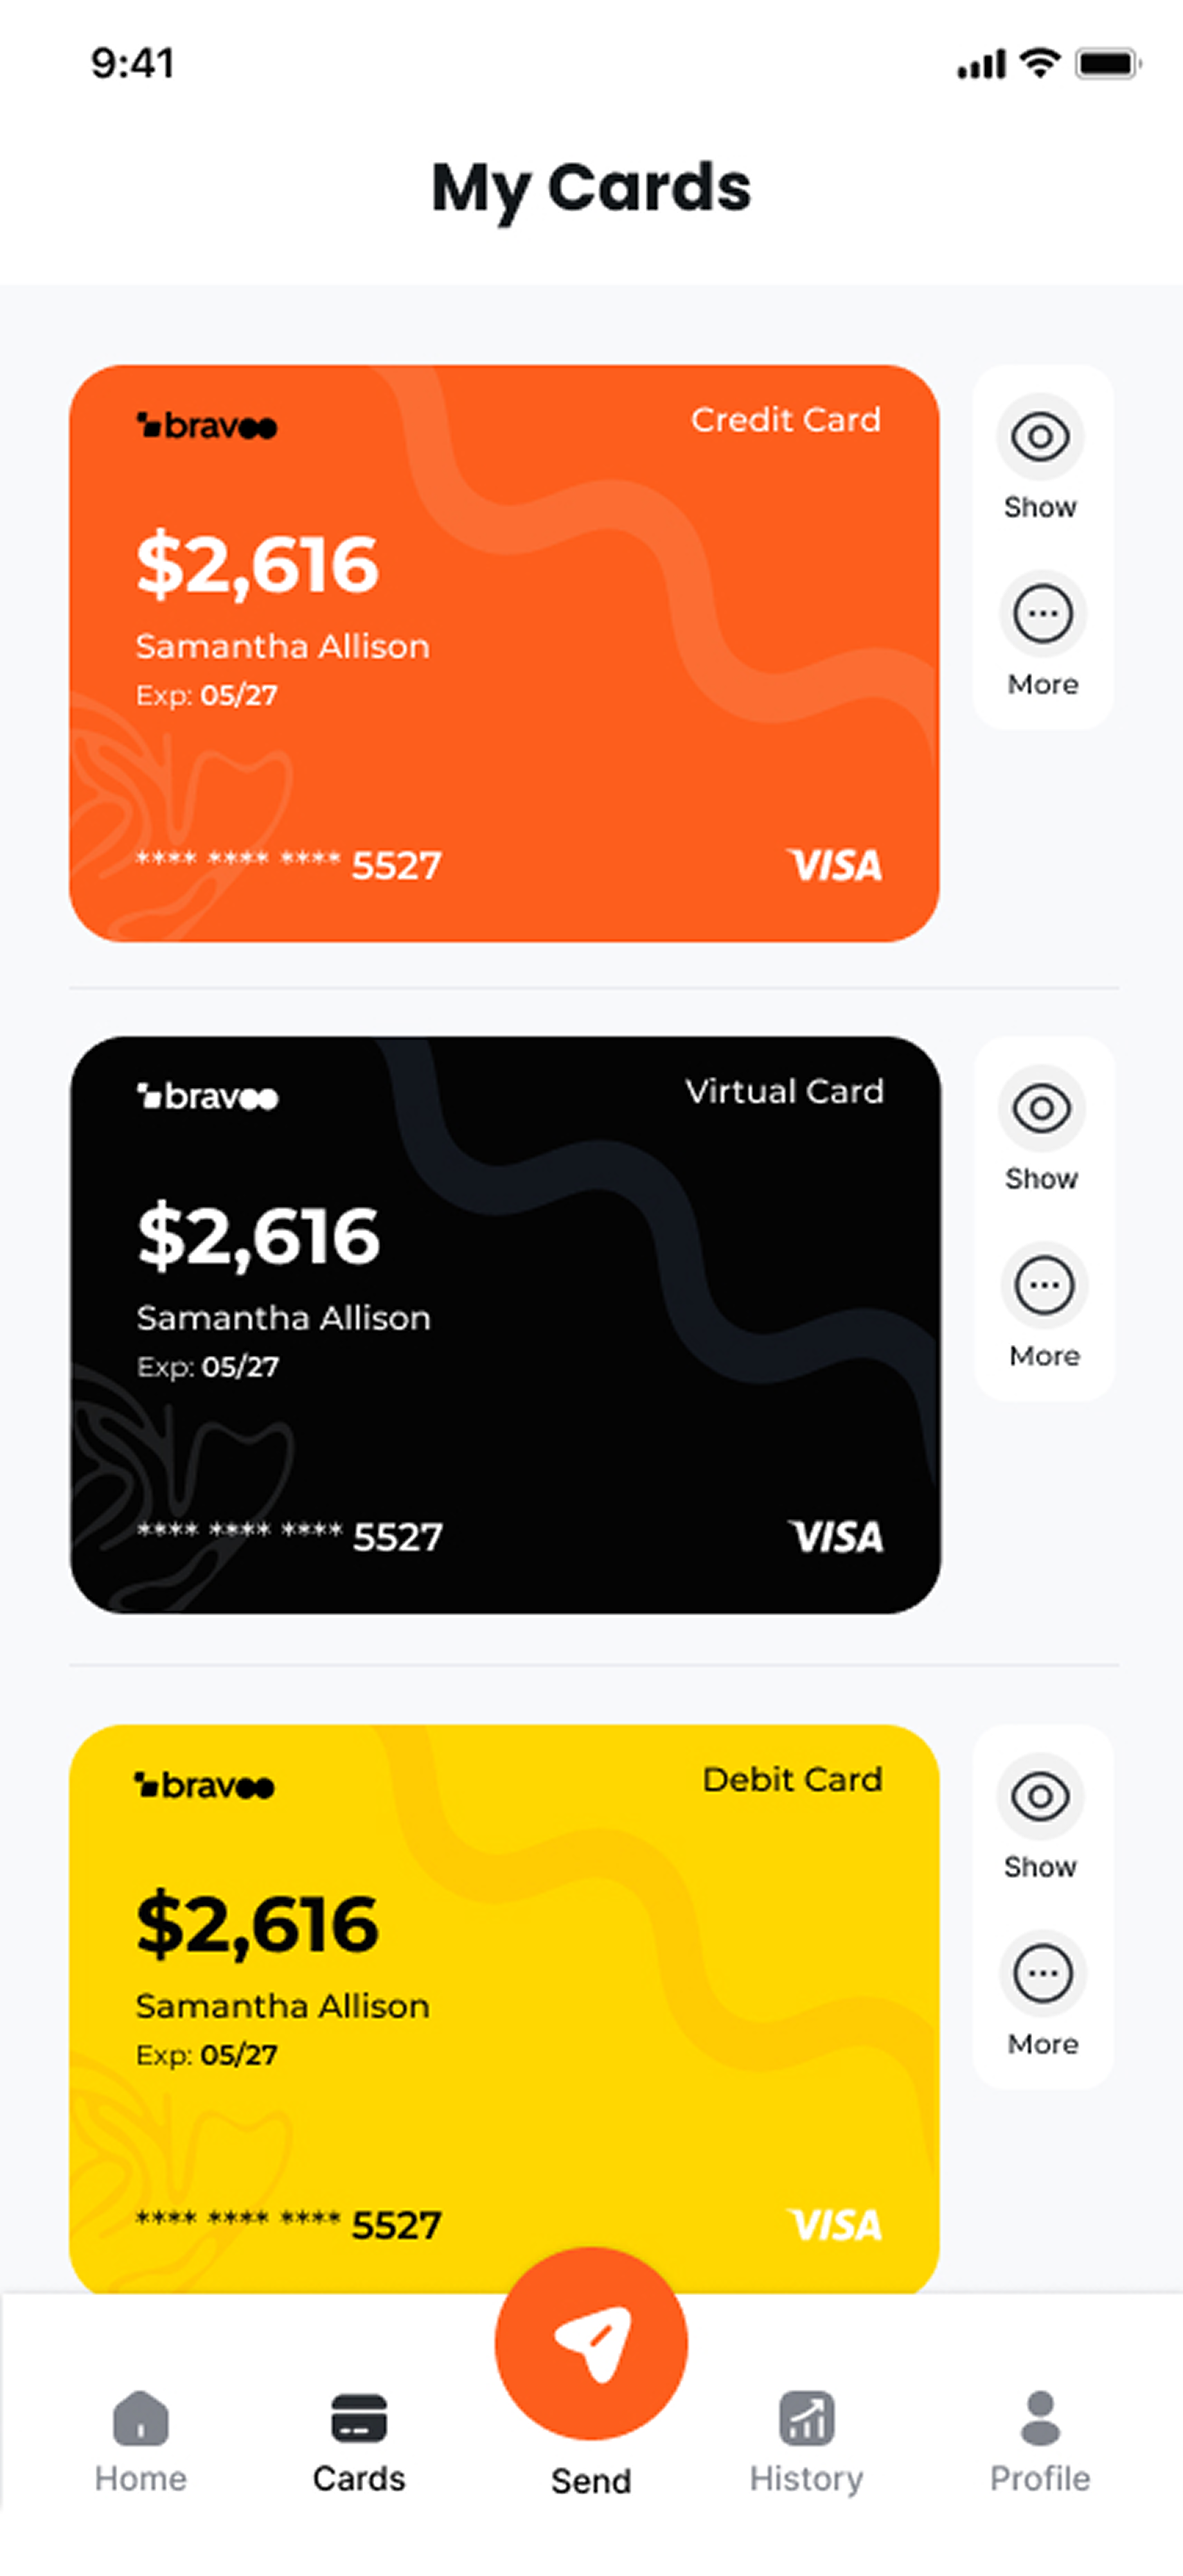 9:41
My Cards
bravoo
Credit Card
$2,616
Samantha Allison
Exp: 05/27
**** **** **** 5527
VISA
Show
More
bravoo
Virtual Card
$2,616
Samantha Allison
Exp: 05/27
**** **** **** 5527
VISA
Show
More
bravoo
Debit Card
$2,616
Samantha Allison
Exp: 05/27
**** **** **** 5527
VISA
Show
More
Home
Cards
Send
History
Profile